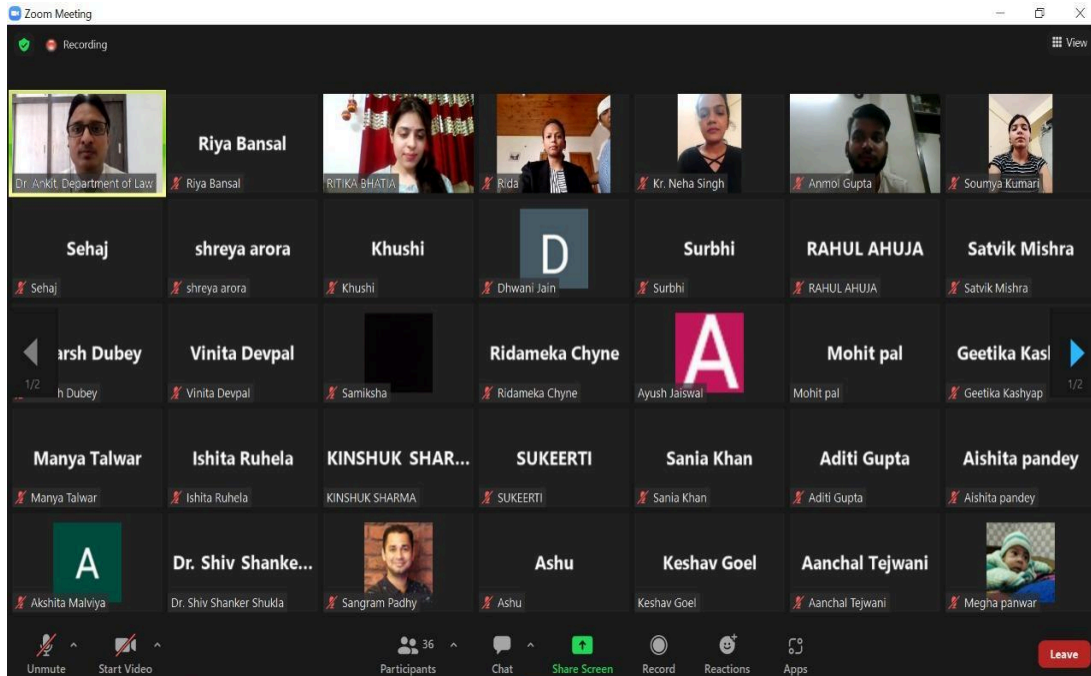 Zoom Meeting
Recording
View
Dr. Ankit, Department of Law
Riya Bansal
Riya Bansal
RITIKA BHATIA
Rida
Kr. Neha Singh
Anmol Gupta
Soumya Kumari
Sehaj
Sehaj
shreya arora
shreya arora
Khushi
Khushi
D
Dhwani Jain
Surbhi
Surbhi
RAHUL AHUJA
RAHUL AHUJA
Satvik Mishra
Satvik Mishra
arsh Dubey
h Dubey
1/2
Vinita Devpal
Vinita Devpal
Samiksha
Ridameka Chyne
Ridameka Chyne
A
Ayush Jaiswal
Mohit pal
Mohit pal
Geetika Kas
Geetika Kashyap
1/2
Manya Talwar
Manya Talwar
Ishita Ruhela
Ishita Ruhela
KINSHUK SHAR...
KINSHUK SHARMA
SUKEERTI
SUKEERTI
Sania Khan
Sania Khan
Aditi Gupta
Aditi Gupta
Aishita pandey
Aishita pandey
A
Akshita Malviya
Dr. Shiv Shanke...
Dr. Shiv Shanker Shukla
Sangram Padhy
Ashu
Ashu
Keshav Goel
Keshav Goel
Aanchal Tejwani
Aanchal Tejwani
Megha panwar
Unmute
Start Video
36
Participants
Chat
Share Screen
Record
Reactions
Apps
Leave